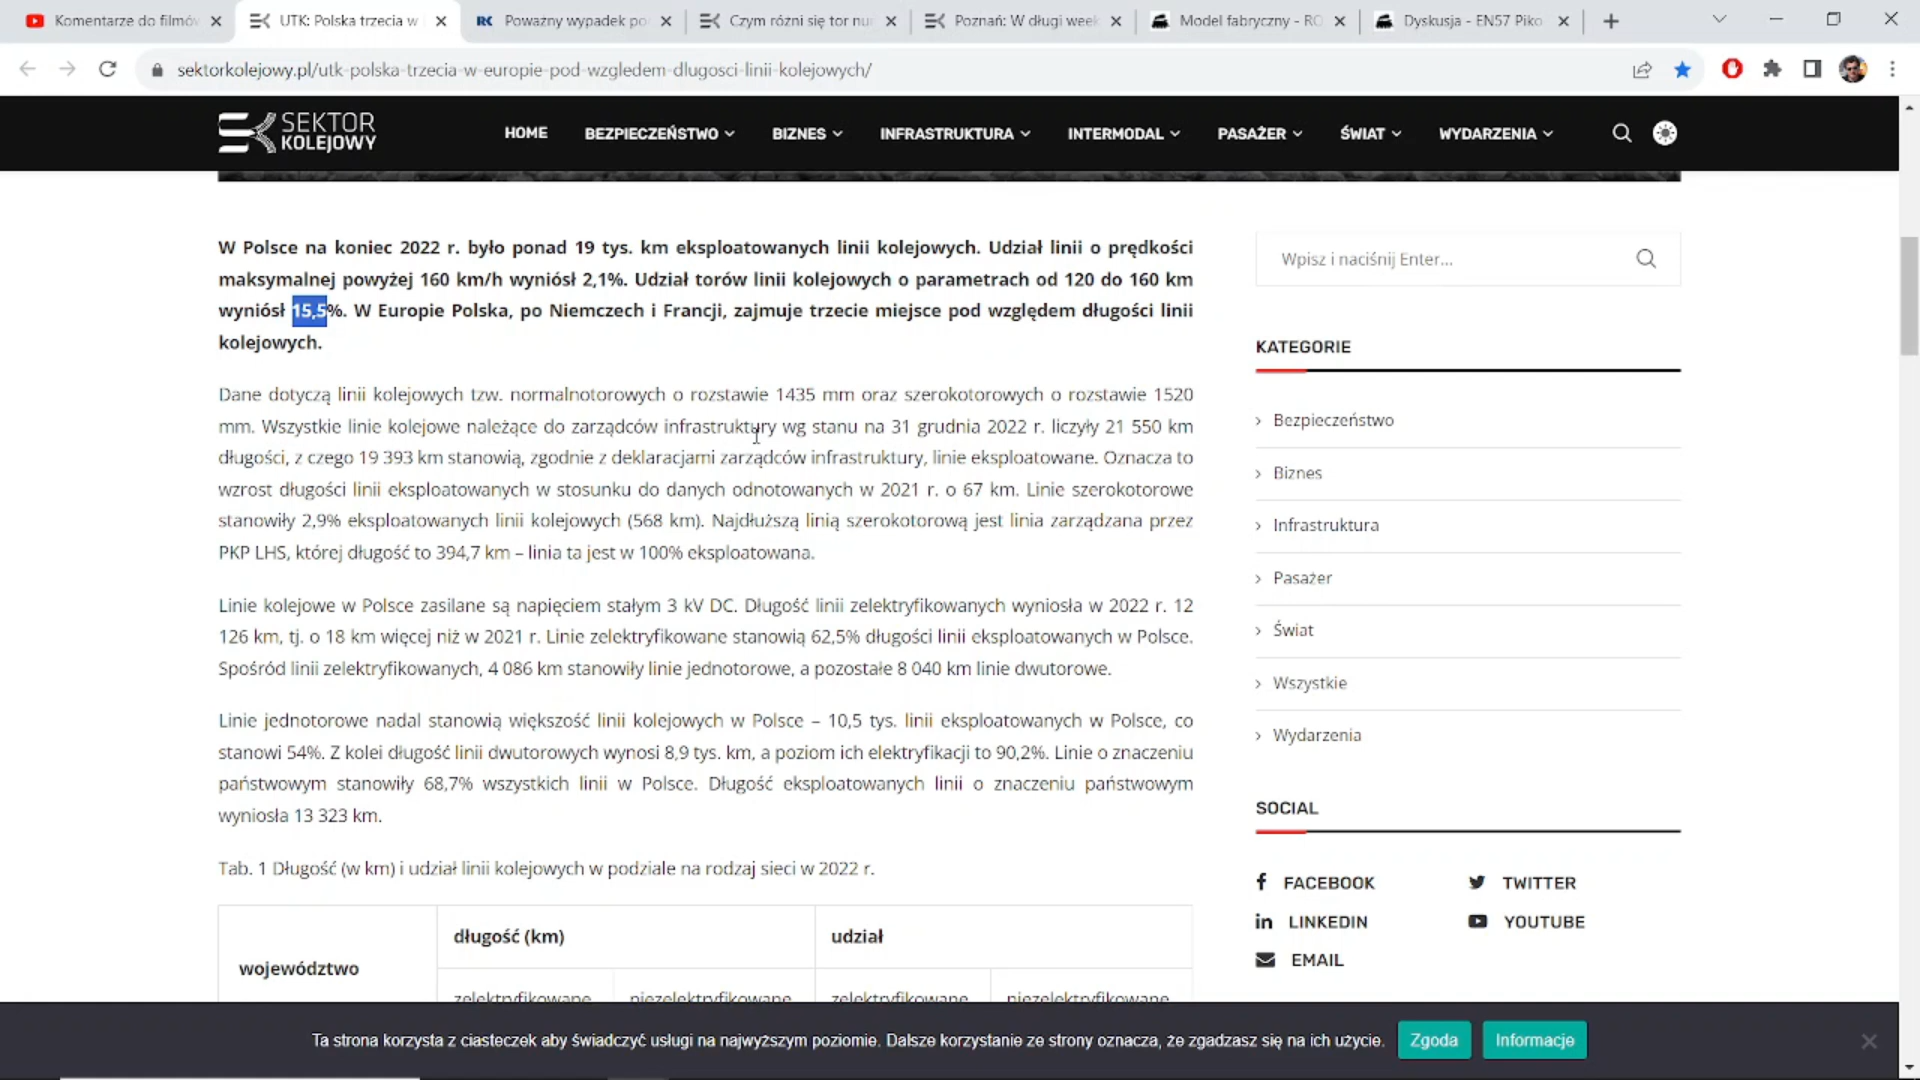 Komentarze do filmów
UTK: Polska trzecia w
Poważny wypadek po
Czym różni się tor nu
Poznań: W długi week
Model fabryczny - RO
Dyskusja - EN57 Piko
sektorkolejowy.pl/utk-polska-trzecia-w-europie-pod-wzgledem-dlugosci-linii-kolejowych/
SEKTOR
KOLEJOWY
HOME
BEZPIECZEŃSTWO
BIZNES
INFRASTRUKTURA
INTERMODAL
PASAŻER
ŚWIAT
WYDARZENIA
W Polsce na koniec 2022 r. było ponad 19 tys. km eksploatowanych linii kolejowych. Udział linii o prędkości
maksymalnej powyżej 160 km/h wyniósł 2,1%. Udział torów linii kolejowych o parametrach od 120 do 160 km
wyniósł 15,5%. W Europie Polska, po Niemczech i Francji, zajmuje trzecie miejsce pod względem długości linii
kolejowych.
Dane dotyczą linii kolejowych tzw. normalnotorowych o rozstawie 1435 mm oraz szerokotorowych o rozstawie 1520
mm. Wszystkie linie kolejowe należące do zarządców infrastruktury wg stanu na 31 grudnia 2022 r. liczyły 21 550 km
długości, z czego 19 393 km stanowią, zgodnie z deklaracjami zarządców infrastruktury, linie eksploatowane. Oznacza to
wzrost długości linii eksploatowanych w stosunku do danych odnotowanych w 2021 r. o 67 km. Linie szerokotorowe
stanowiły 2,9% eksploatowanych linii kolejowych (568 km). Najdłuższą linią szerokotorową jest linia zarządzana przez
PKP LHS, której długość to 394,7 km – linia ta jest w 100% eksploatowana.
Linie kolejowe w Polsce zasilane są napięciem stałym 3 kV DC. Długość linii zelektryfikowanych wyniosła w 2022 r. 12
126 km, tj. o 18 km więcej niż w 2021 r. Linie zelektryfikowane stanowią 62,5% długości linii eksploatowanych w Polsce.
Spośród linii zelektryfikowanych, 4 086 km stanowiły linie jednotorowe, a pozostałe 8 040 km linie dwutorowe.
Linie jednotorowe nadal stanowią większość linii kolejowych w Polsce – 10,5 tys. linii eksploatowanych w Polsce, co
stanowi 54%. Z kolei długość linii dwutorowych wynosi 8,9 tys. km, a poziom ich elektryfikacji to 90,2%. Linie o znaczeniu
państwowym stanowiły 68,7% wszystkich linii w Polsce. Długość eksploatowanych linii o znaczeniu państwowym
wyniosła 13 323 km.
Tab. 1 Długość (w km) i udział linii kolejowych w podziale na rodzaj sieci w 2022 r.
województwo
długość (km)
udział
zelektryfikowane
niezelektryfikowane
zelektryfikowane
niezelektryfikowane
Wpisz i naciśnij Enter...
KATEGORIE
Bezpieczeństwo
Biznes
Infrastruktura
Pasażer
Świat
Wszystkie
Wydarzenia
SOCIAL
FACEBOOK
TWITTER
LINKEDIN
YOUTUBE
EMAIL
Ta strona korzysta z ciasteczek aby świadczyć usługi na najwyższym poziomie. Dalsze korzystanie ze strony oznacza, że zgadzasz się na ich użycie.
Zgoda
Informacje